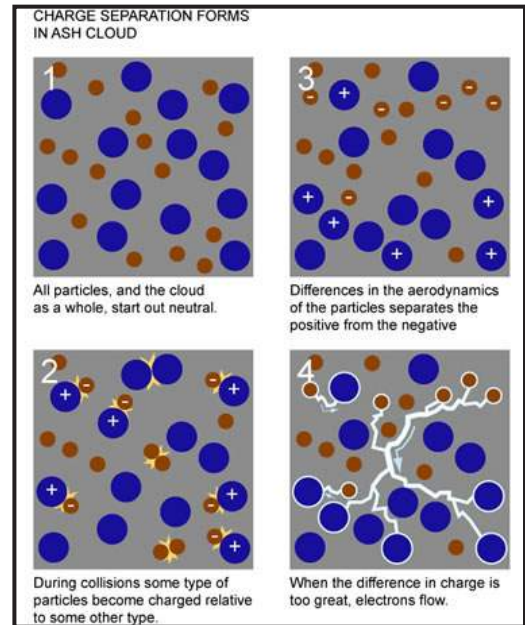 CHARGE SEPARATION FORMS
IN ASH CLOUD
1
All particles, and the cloud
as a whole, start out neutral.
2
During collisions some type of
particles become charged relative
to some other type.
3
Differences in the aerodynamics
of the particles separates the
positive from the negative
4
When the difference in charge is
too great, electrons flow.